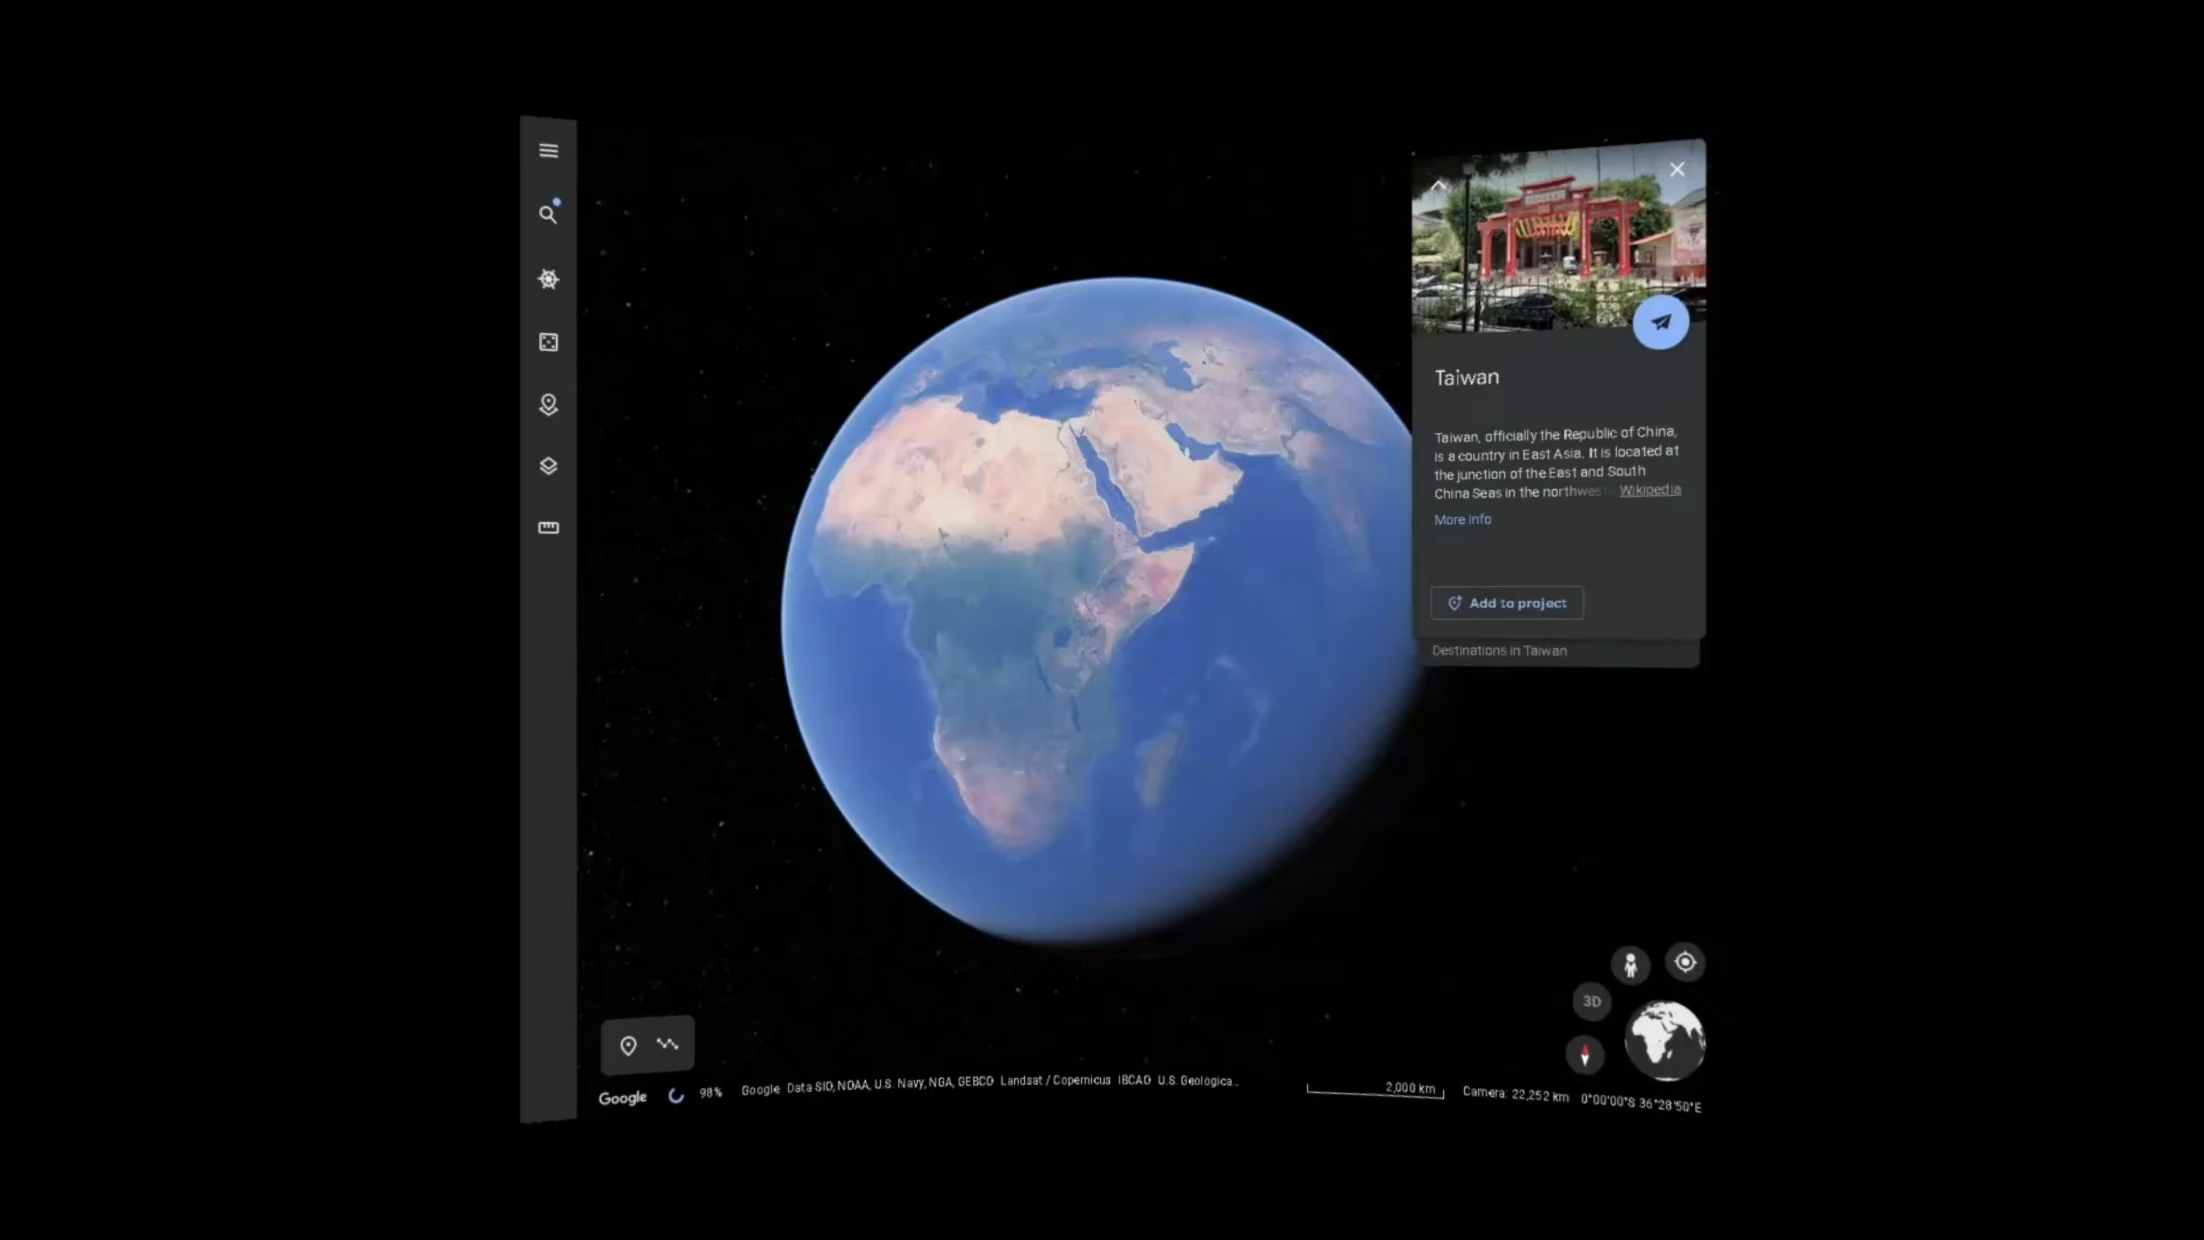 Taiwan
Taiwan, officially the Republic of China,
is a country in East Asia. It is located at
the junction of the East and South
China Seas in the northwes Wikipedia
More info
Add to project
Destinations in Taiwan
3D
Google 98% Google Data SIO, NOAA, U.S. Navy, NGA, GEBCO Landsat / Copernicus IBCAO U.S. Geologica... 2,000 km Camera: 22,252 km 0°00'00"S 36°28'50"E